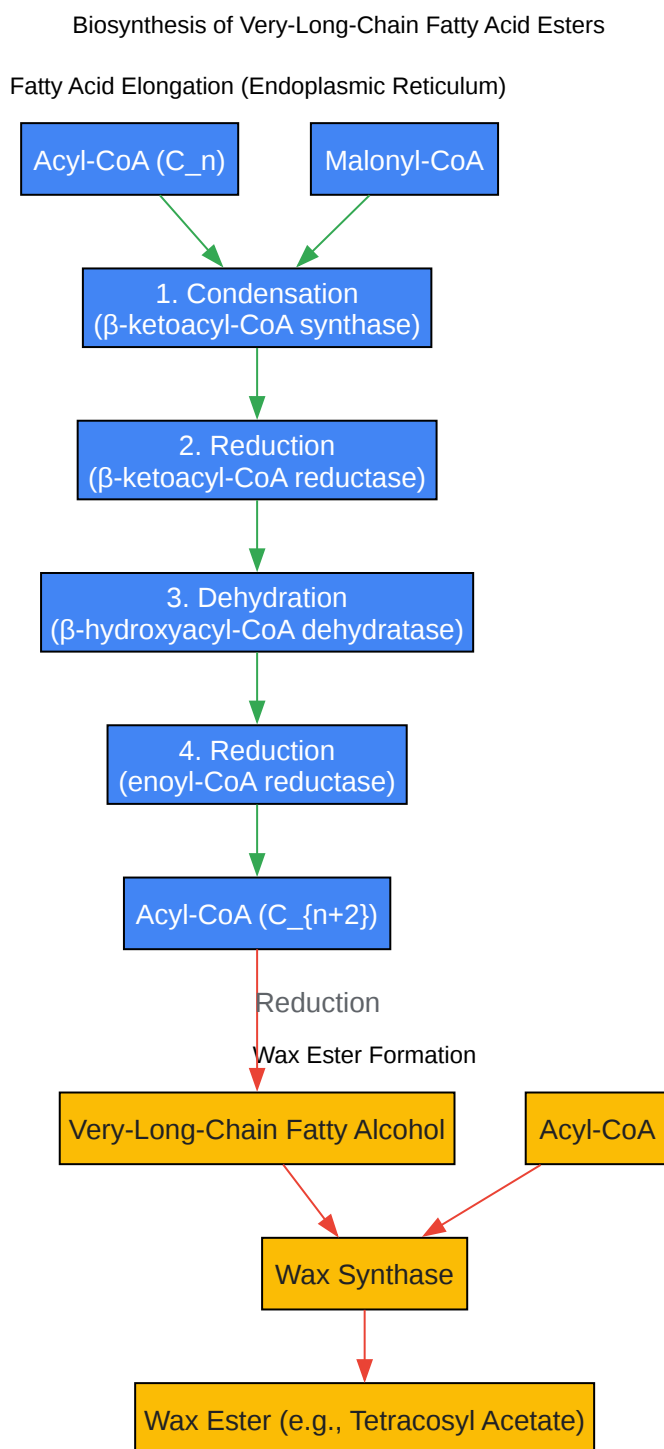 Biosynthesis of Very-Long-Chain Fatty Acid Esters
Fatty Acid Elongation (Endoplasmic Reticulum)
Acyl-CoA (C_n)
Malonyl-CoA
1. Condensation
(β-ketoacyl-CoA synthase)
2. Reduction
(β-ketoacyl-CoA reductase)
3. Dehydration
(β-hydroxyacyl-CoA dehydratase)
4. Reduction
(enoyl-CoA reductase)
Acyl-CoA (C_{n+2})
Reduction
Wax Ester Formation
Very-Long-Chain Fatty Alcohol
Acyl-CoA
Wax Synthase
Wax Ester (e.g., Tetracosyl Acetate)